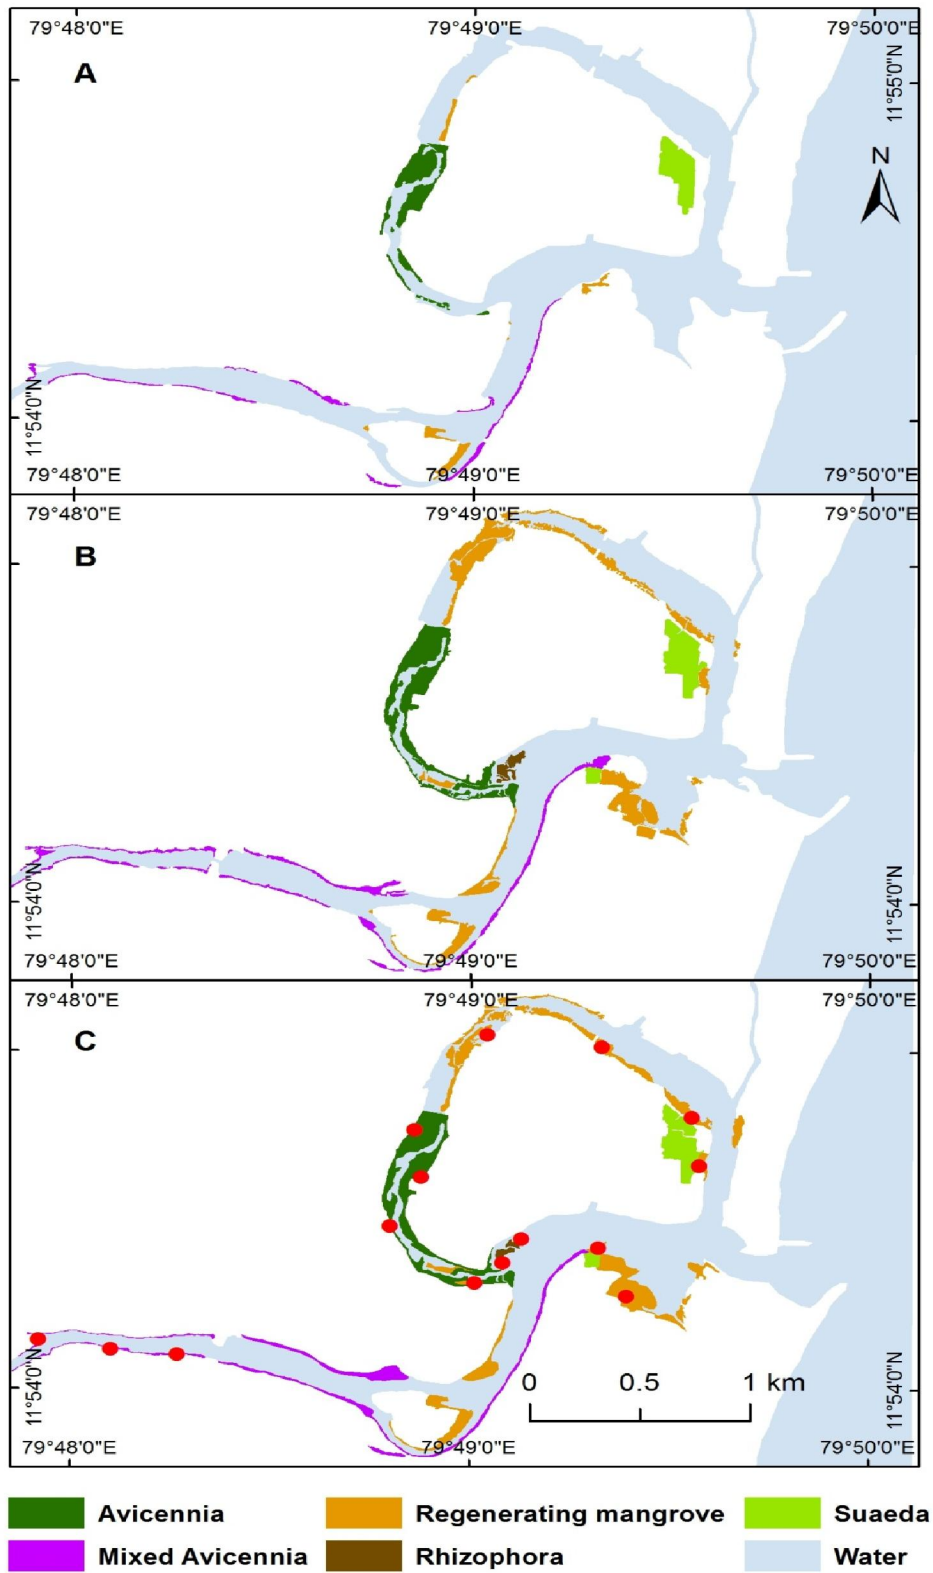 79°48'0"E 79°49'0"E 79°50'0"E
A
11°55'0"N
N
11°54'0"N
79°48'0"E 79°49'0"E 79°50'0"E
79°48'0"E 79°49'0"E 79°50'0"E
B
11°54'0"N 11°54'0"N
79°48'0"E 79°49'0"E 79°50'0"E
79°48'0"E 79°49'0"E 79°50'0"E
C
0 0.5 1 km
11°54'0"N 11°54'0"N
79°48'0"E 79°49'0"E 79°50'0"E
Avicennia Regenerating mangrove Suaeda
Mixed Avicennia Rhizophora Water